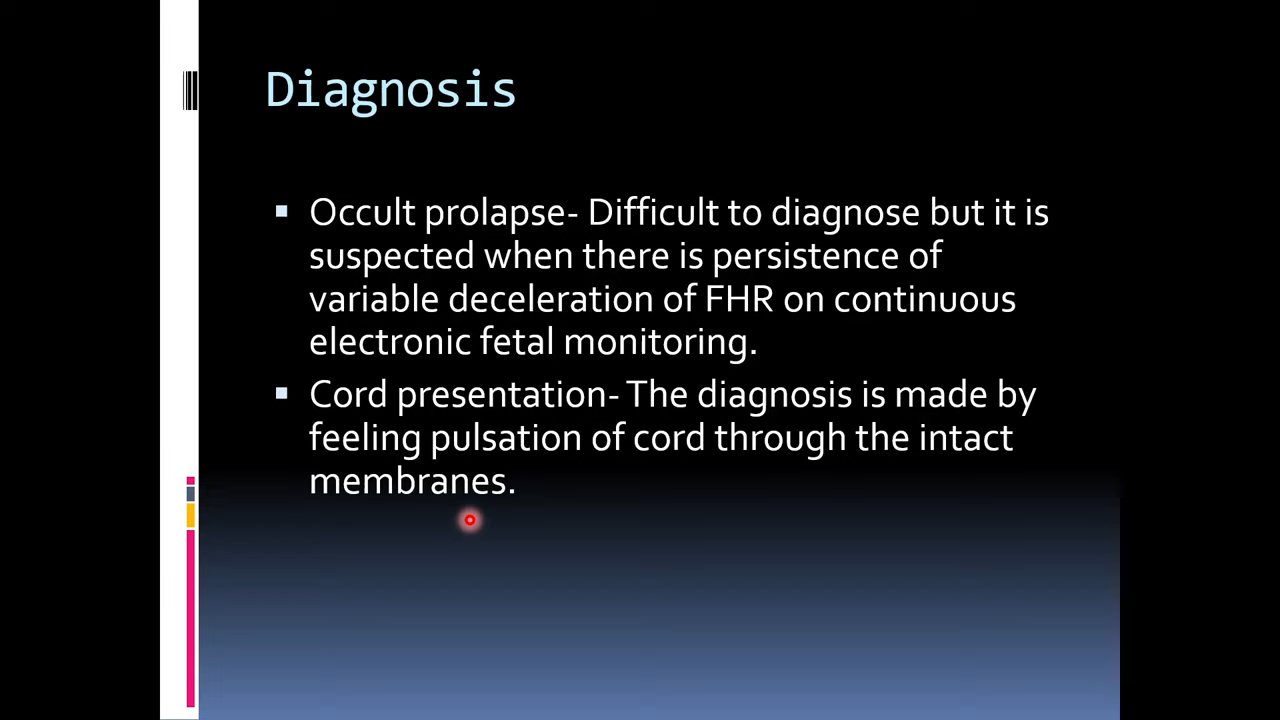 Diagnosis
Occult prolapse- Difficult to diagnose but it is
suspected when there is persistence of
variable deceleration of FHR on continuous
electronic fetal monitoring.
Cord presentation- The diagnosis is made by
feeling pulsation of cord through the intact
membranes.